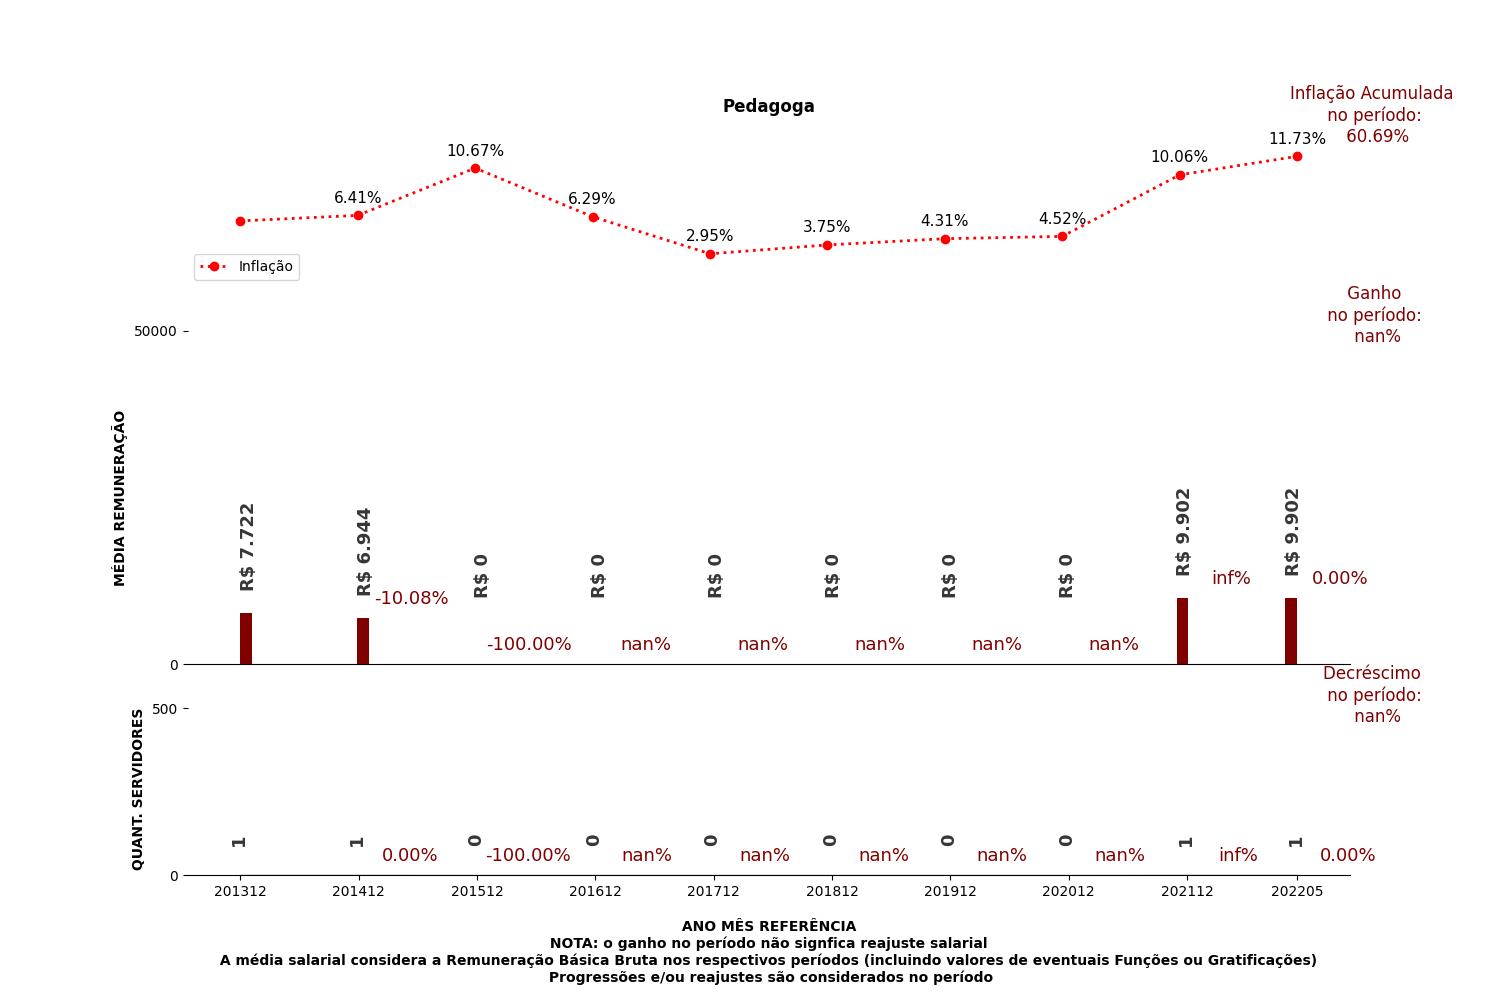 Pedagoga
Inflação Acumulada
no período:
60.69%
6.41%
10.67%
6.29%
2.95%
3.75%
4.31%
4.52%
10.06%
11.73%
Inflação
Ganho
no período:
nan%
50000
0
MÉDIA REMUNERAÇÃO
R$ 7.722
R$ 6.944
R$ 0
R$ 0
R$ 0
R$ 0
R$ 0
R$ 0
R$ 9.902
R$ 9.902
-10.08%
-100.00%
nan%
nan%
nan%
nan%
nan%
inf%
0.00%
Decréscimo
no período:
nan%
500
0
QUANT. SERVIDORES
1
1
0
0
0
0
0
0
1
1
0.00%
-100.00%
nan%
nan%
nan%
nan%
nan%
inf%
0.00%
201312
201412
201512
201612
201712
201812
201912
202012
202112
202205
ANO MÊS REFERÊNCIA
NOTA: o ganho no período não signfica reajuste salarial
A média salarial considera a Remuneração Básica Bruta nos respectivos períodos (incluindo valores de eventuais Funções ou Gratificações)
Progressões e/ou reajustes são considerados no período